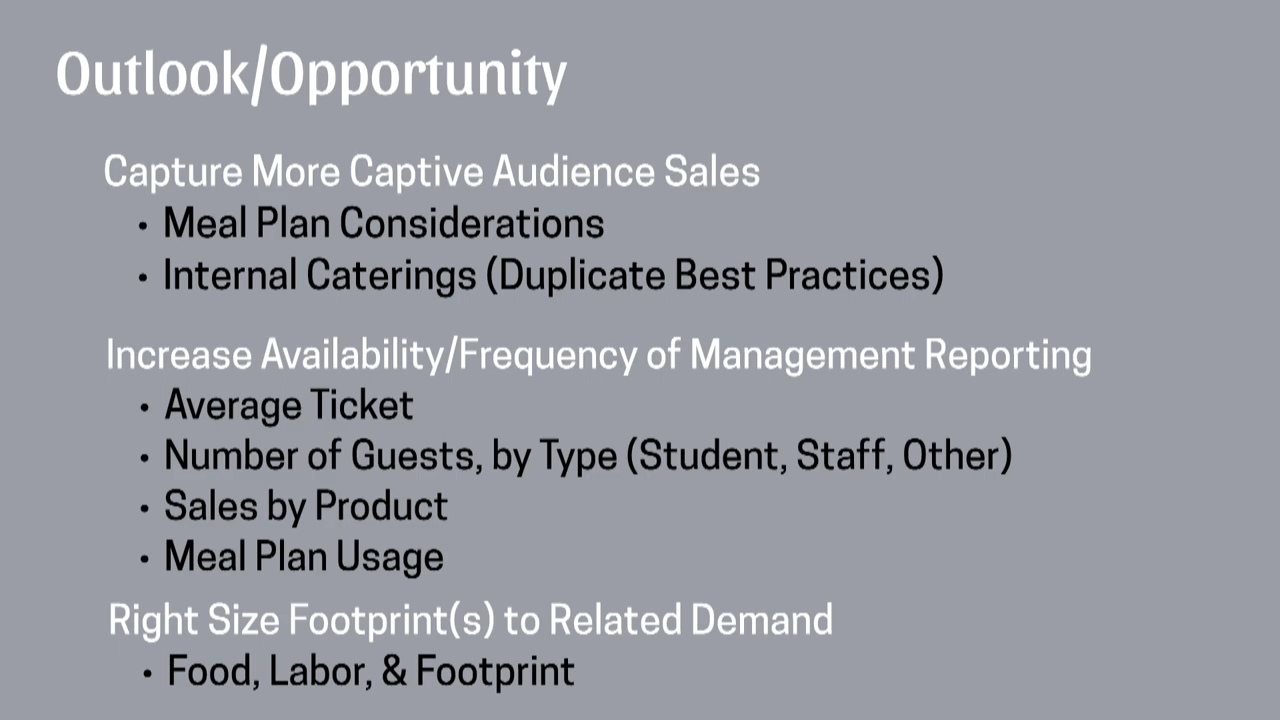 Outlook/Opportunity
Capture More Captive Audience Sales
• Meal Plan Considerations
• Internal Caterings (Duplicate Best Practices)
Increase Availability/Frequency of Management Reporting
• Average Ticket
• Number of Guests, by Type (Student, Staff, Other)
• Sales by Product
• Meal Plan Usage
Right Size Footprint(s) to Related Demand
• Food, Labor, & Footprint